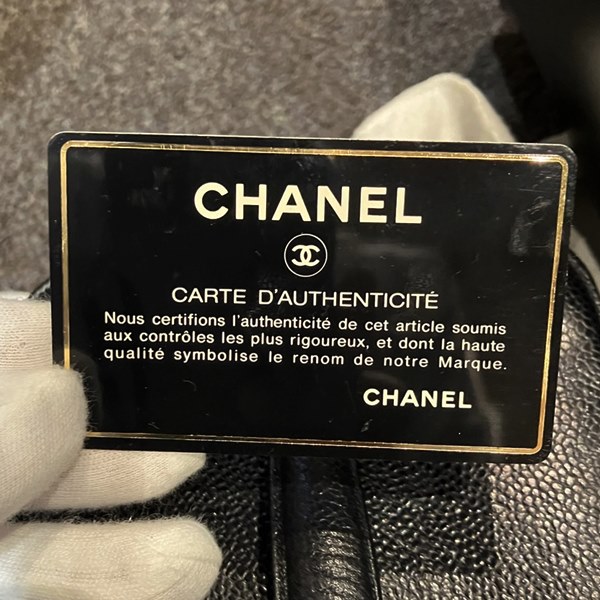 CHANEL
CARTE D'AUTHENTICITÉ
Nous certifions l'authenticité de cet article soumis
aux contrôles les plus rigoureux, et dont la haute
qualité symbolise le renom de notre Marque.
CHANEL